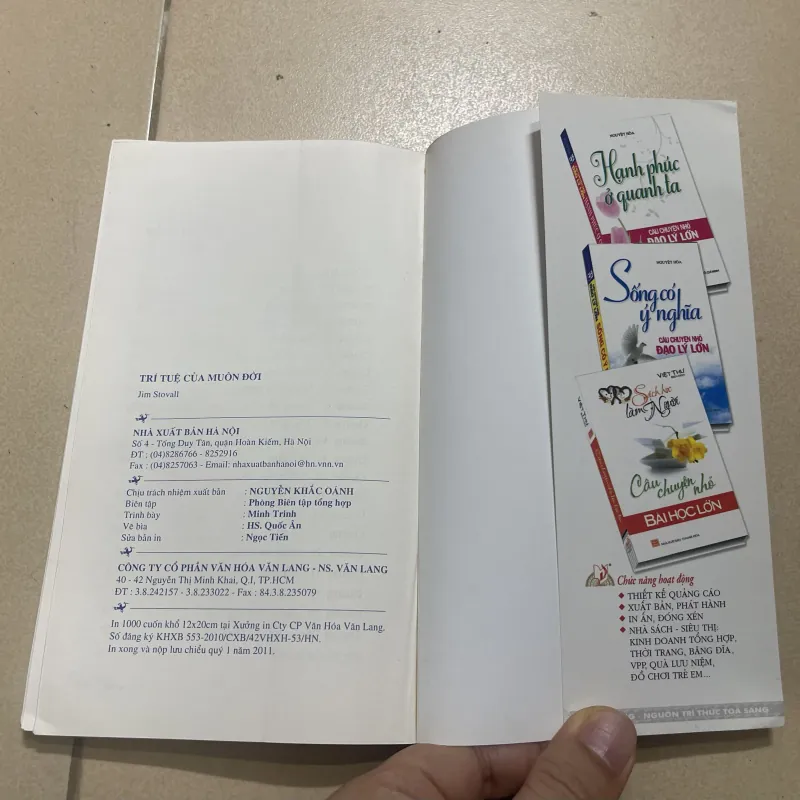 TRÍ TUỆ CỦA MUÔN ĐỜI
Jim Stovall
NHÀ XUẤT BẢN HÀ NỘI
Số 4 - Tống Duy Tân, quận Hoàn Kiếm, Hà Nội
ĐT : (04)8286766 - 8252916
Fax : (04)8257063 - Email: nhaxuatbanhanoi@hn.vnn.vn
Chịu trách nhiệm xuất bản : NGUYỄN KHẮC OÁNH
Biên tập : Phòng Biên tập tổng hợp
Trình bày : Minh Trinh
Vẽ bìa : HS. Quốc Ân
Sửa bản in : Ngọc Tiến
CÔNG TY CỔ PHẦN VĂN HÓA VĂN LANG - NS. VĂN LANG
40 - 42 Nguyễn Thị Minh Khai, Q.I, TP.HCM
ĐT : 3.8.242157 - 3.8.233022 - Fax : 84.3.8.235079
In 1000 cuốn khổ 12x20cm tại Xưởng in Cty CP Văn Hóa Văn Lang.
Số đăng ký KHXB 553-2010/CXB/42VHXH-53/HN.
In xong và nộp lưu chiểu quý 1 năm 2011.
NGUYỆT HÒA
Hạnh phúc
ở quanh ta
CÂU CHUYỆN NHỎ
ĐẠO LÝ LỚN
NGUYỆT HÒA
Sống có
ý nghĩa
CÂU CHUYỆN NHỎ
ĐẠO LÝ LỚN
VIỆT THƯ
Sách học
làm Người
Câu chuyện nhỏ
BÀI HỌC LỚN
Chức năng hoạt động
THIẾT KẾ QUẢNG CÁO
XUẤT BẢN, PHÁT HÀNH
IN ẤN, ĐÓNG XÉN
NHÀ SÁCH - SIÊU THỊ:
KINH DOANH TỔNG HỢP,
THỜI TRANG, BĂNG ĐĨA,
VPP, QUÀ LƯU NIỆM,
ĐỒ CHƠI TRẺ EM...
NGUỒN TRI THỨC TOẢ SÁNG